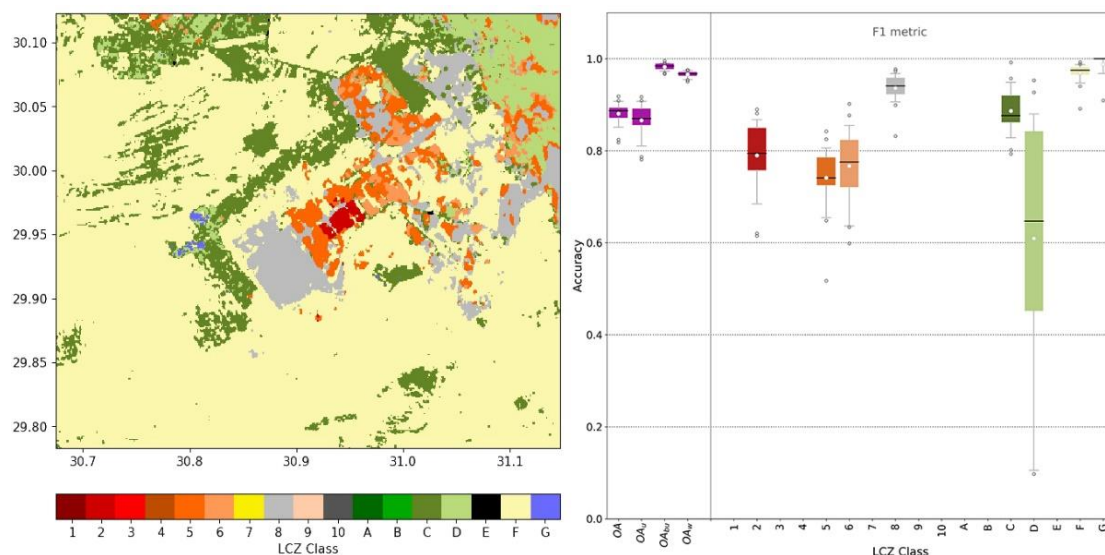 30.10
30.05
30.00
29.95
29.90
29.85
29.80
30.7 30.8 30.9 31.0 31.1
1 2 3 4 5 6 7 8 9 10 A B C D E F G
LCZ Class
F1 metric
1.0
0.8
0.6
0.4
0.2
0.0
Accuracy
OA OAu OAbu OAw 1 2 3 4 5 6 7 8 9 10 A B C D E F G
LCZ Class